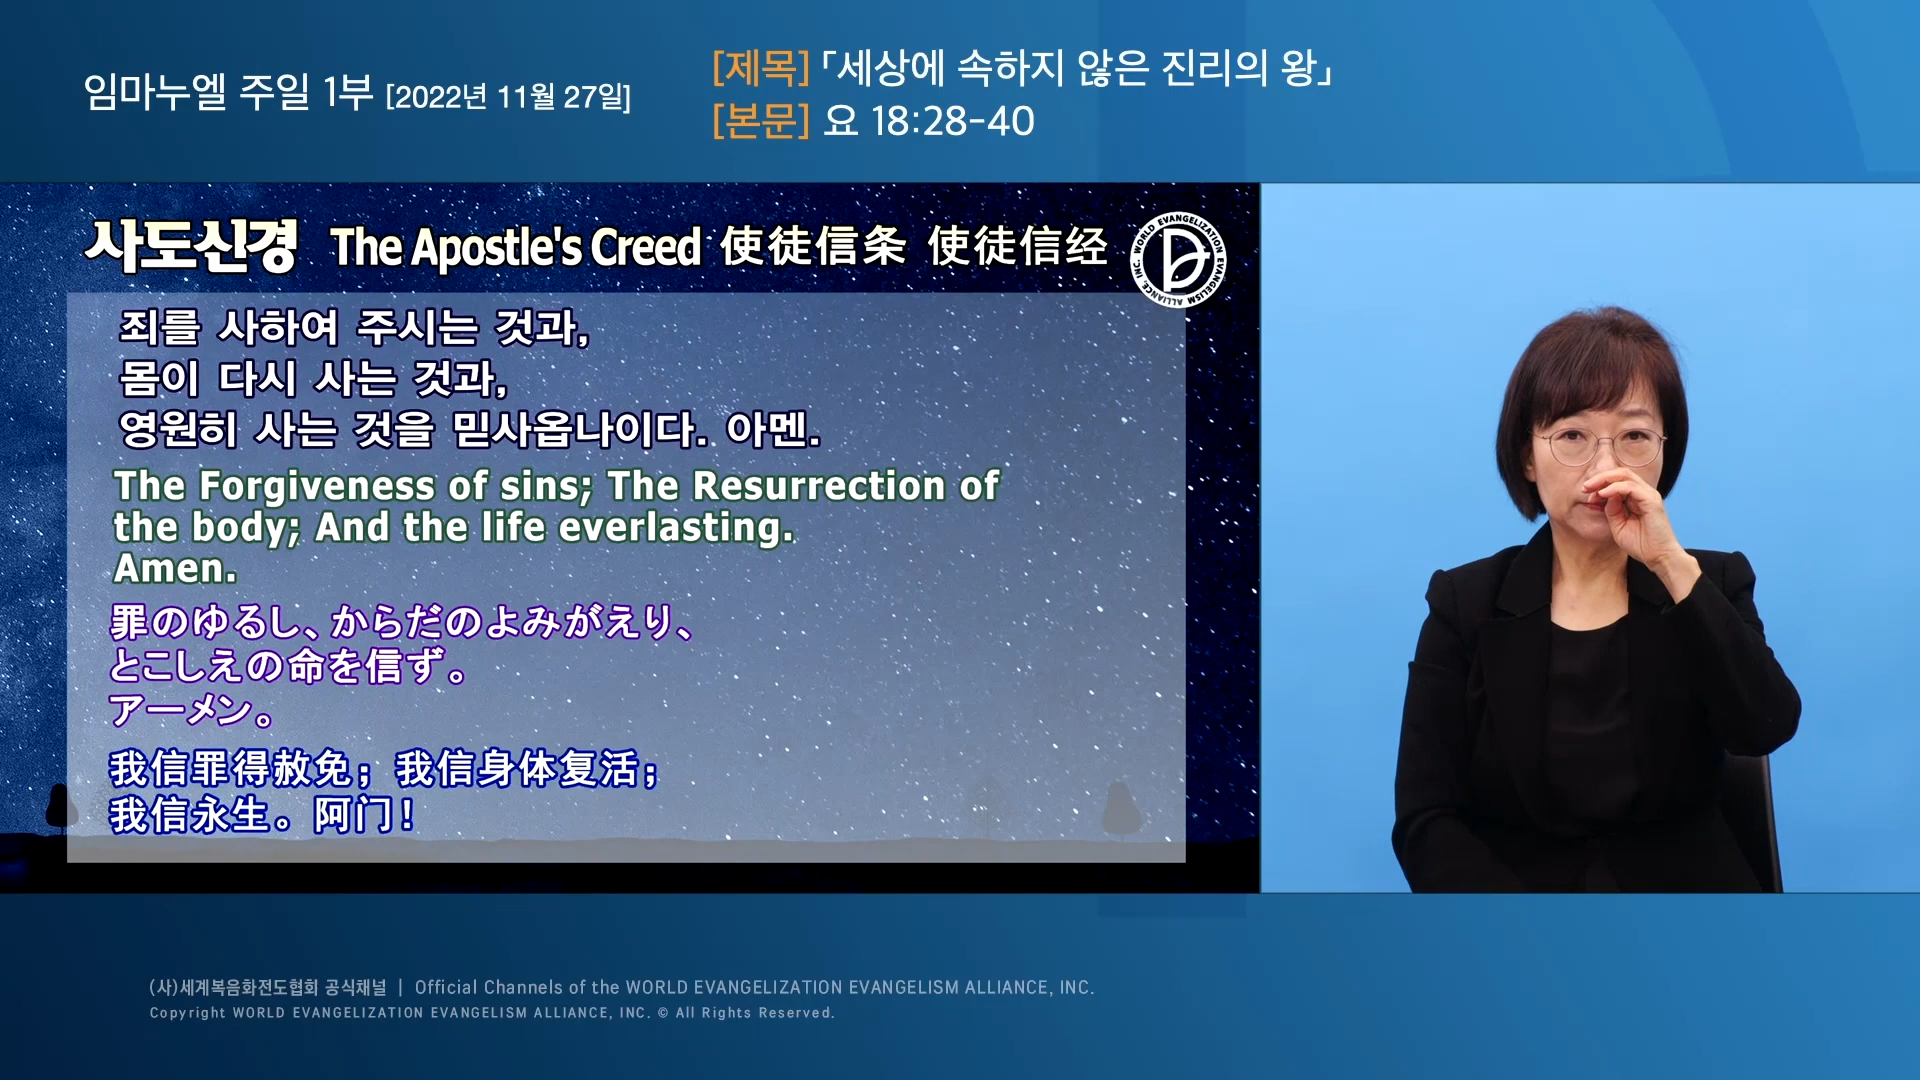 임마누엘 주일 1부 [2022년 11월 27일]
[제목] 「세상에 속하지 않은 진리의 왕」
[본문] 요 18:28-40
사도신경 The Apostle's Creed 使徒信条 使徒信经
WORLD EVANGELIZATION EVANGELISM ALLIANCE, INC.
죄를 사하여 주시는 것과,
몸이 다시 사는 것과,
영원히 사는 것을 믿사옵나이다. 아멘.
The Forgiveness of sins; The Resurrection of
the body; And the life everlasting.
Amen.
罪のゆるし、からだのよみがえり、
とこしえの命を信ず。
アーメン。
我信罪得赦免；我信身体复活；
我信永生。阿门！
(사)세계복음화전도협회 공식채널 | Official Channels of the WORLD EVANGELIZATION EVANGELISM ALLIANCE, INC.
Copyright WORLD EVANGELIZATION EVANGELISM ALLIANCE, INC. © All Rights Reserved.